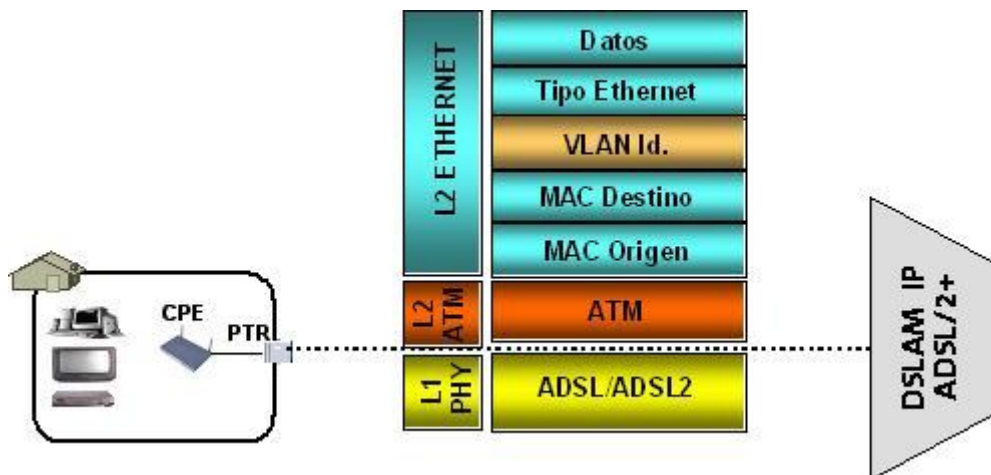 L2 ETHERNET
Datos
Tipo Ethernet
VLAN Id.
MAC Destino
MAC Origen
L2
ATM
ATM
L1
PHY
ADSL/ADSL2
CPE
PTR
DSLAM IP
ADSL/2+